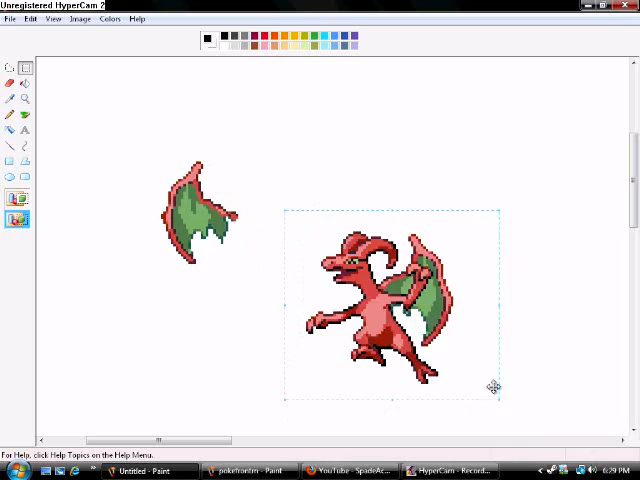 Unregistered HyperCam 2
File Edit View Image Colors Help
For Help, click Help Topics on the Help Menu.
Untitled - Paint
pokefrontm - Paint
YouTube - SpadeAc...
HyperCam - Record...
6:29 PM